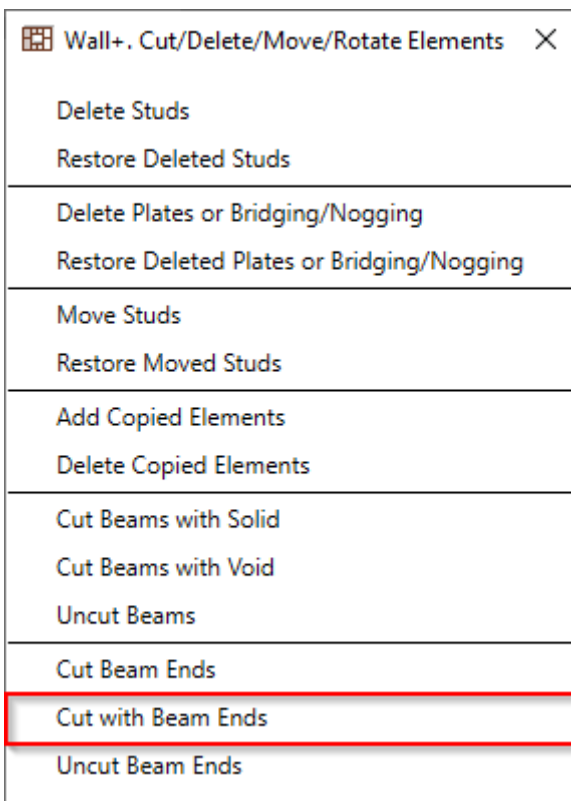 Wall+. Cut/Delete/Move/Rotate Elements
Delete Studs
Restore Deleted Studs
Delete Plates or Bridging/Nogging
Restore Deleted Plates or Bridging/Nogging
Move Studs
Restore Moved Studs
Add Copied Elements
Delete Copied Elements
Cut Beams with Solid
Cut Beams with Void
Uncut Beams
Cut Beam Ends
Cut with Beam Ends
Uncut Beam Ends